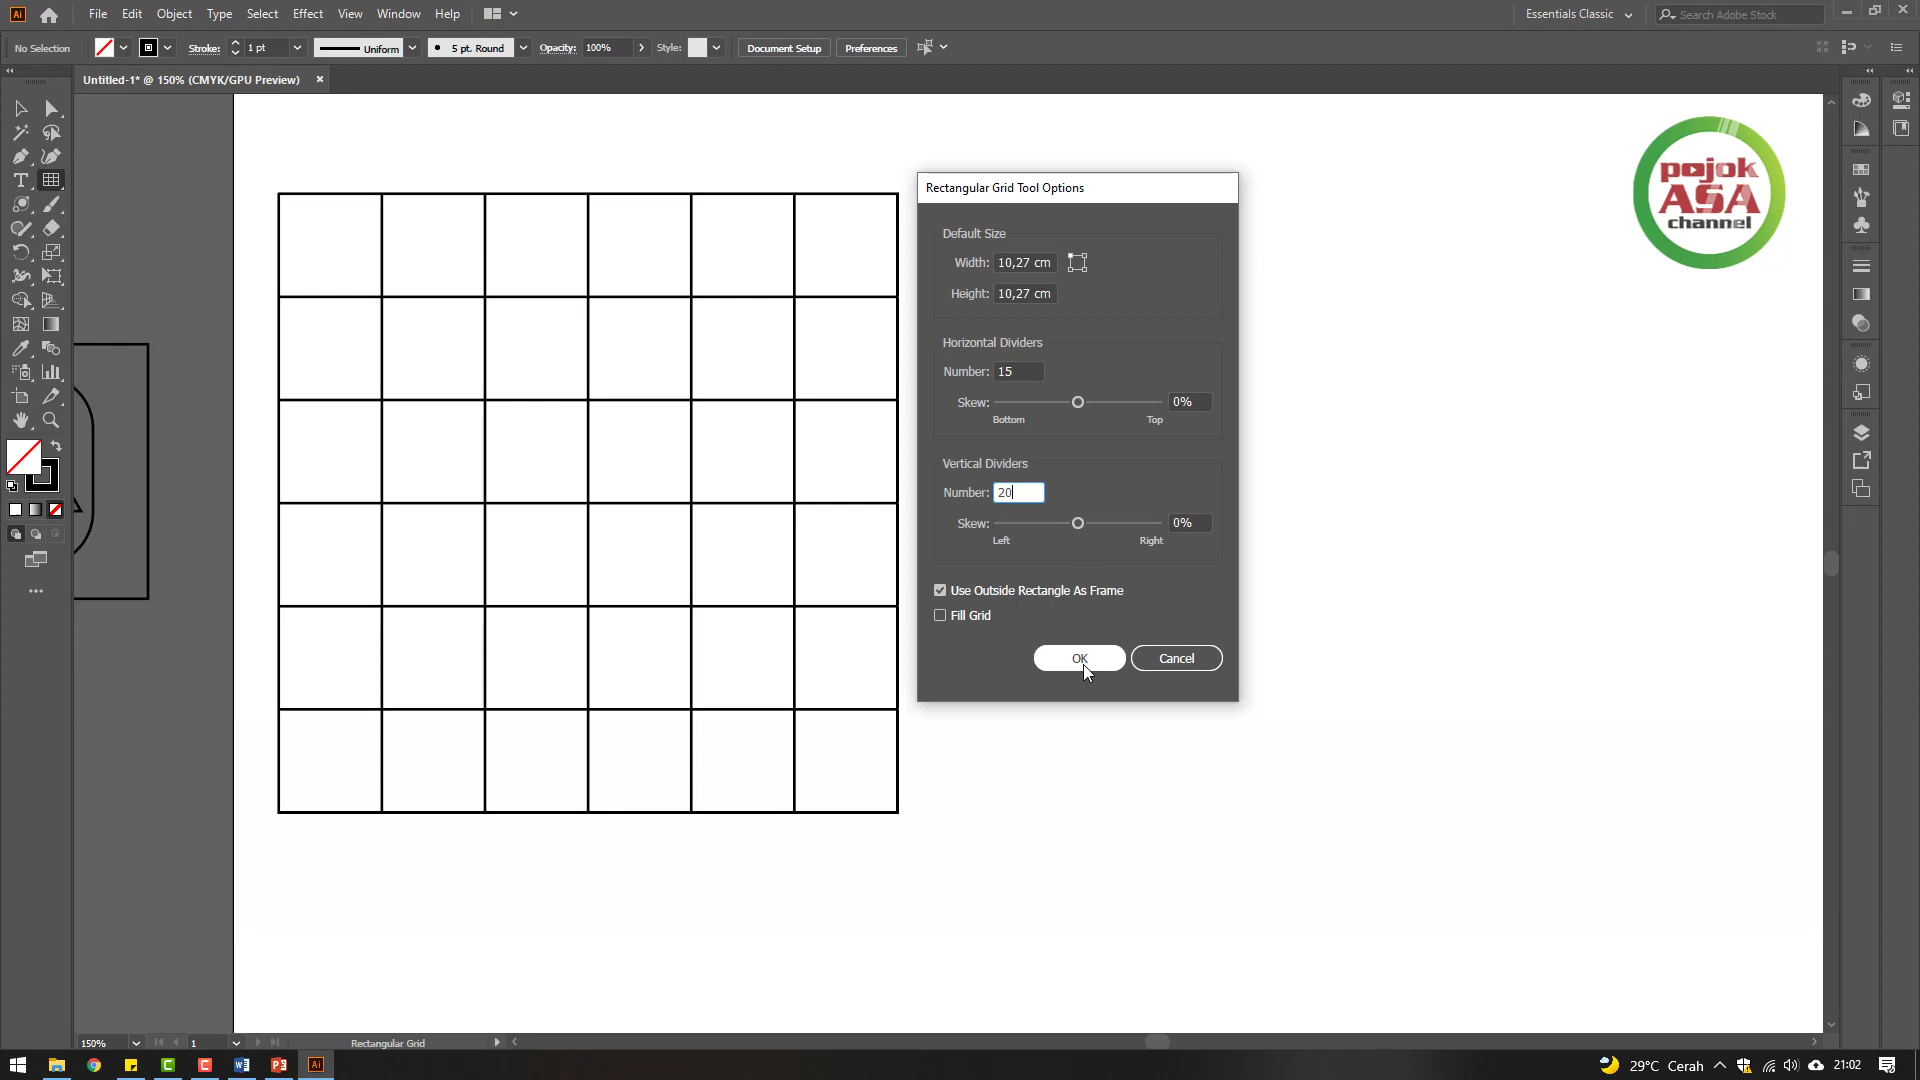 Ai File Edit Object Type Select Effect View Window Help Essentials Classic Search Adobe Stock
No Selection Stroke: 1 pt Uniform 5 pt. Round Opacity: 100% Style: Document Setup Preferences
Untitled-1* @ 150% (CMYK/GPU Preview) ×
pojok
ASA
channel
Rectangular Grid Tool Options
Default Size
Width: 10,27 cm
Height: 10,27 cm
Horizontal Dividers
Number: 15
Skew: 0%
Bottom Top
Vertical Dividers
Number: 20
Skew: 0%
Left Right
Use Outside Rectangle As Frame
Fill Grid
OK Cancel
150% 1 Rectangular Grid
29°C Cerah 21:02